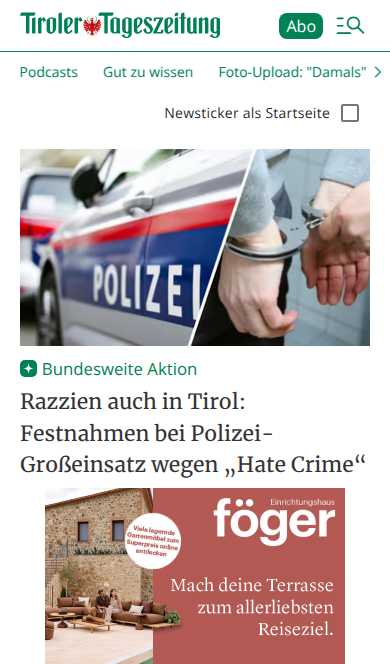 Tiroler Tageszeitung
Abo
Podcasts Gut zu wissen Foto-Upload: "Damals"
Newsticker als Startseite
POLIZEI
Bundesweite Aktion
Razzien auch in Tirol:
Festnahmen bei Polizei-
Großeinsatz wegen „Hate Crime“
Einrichtungshaus
föger
Viele lagernde
Gartenmöbel zum
Superpreis online
entdecken
Mach deine Terrasse
zum allerliebsten
Reiseziel.